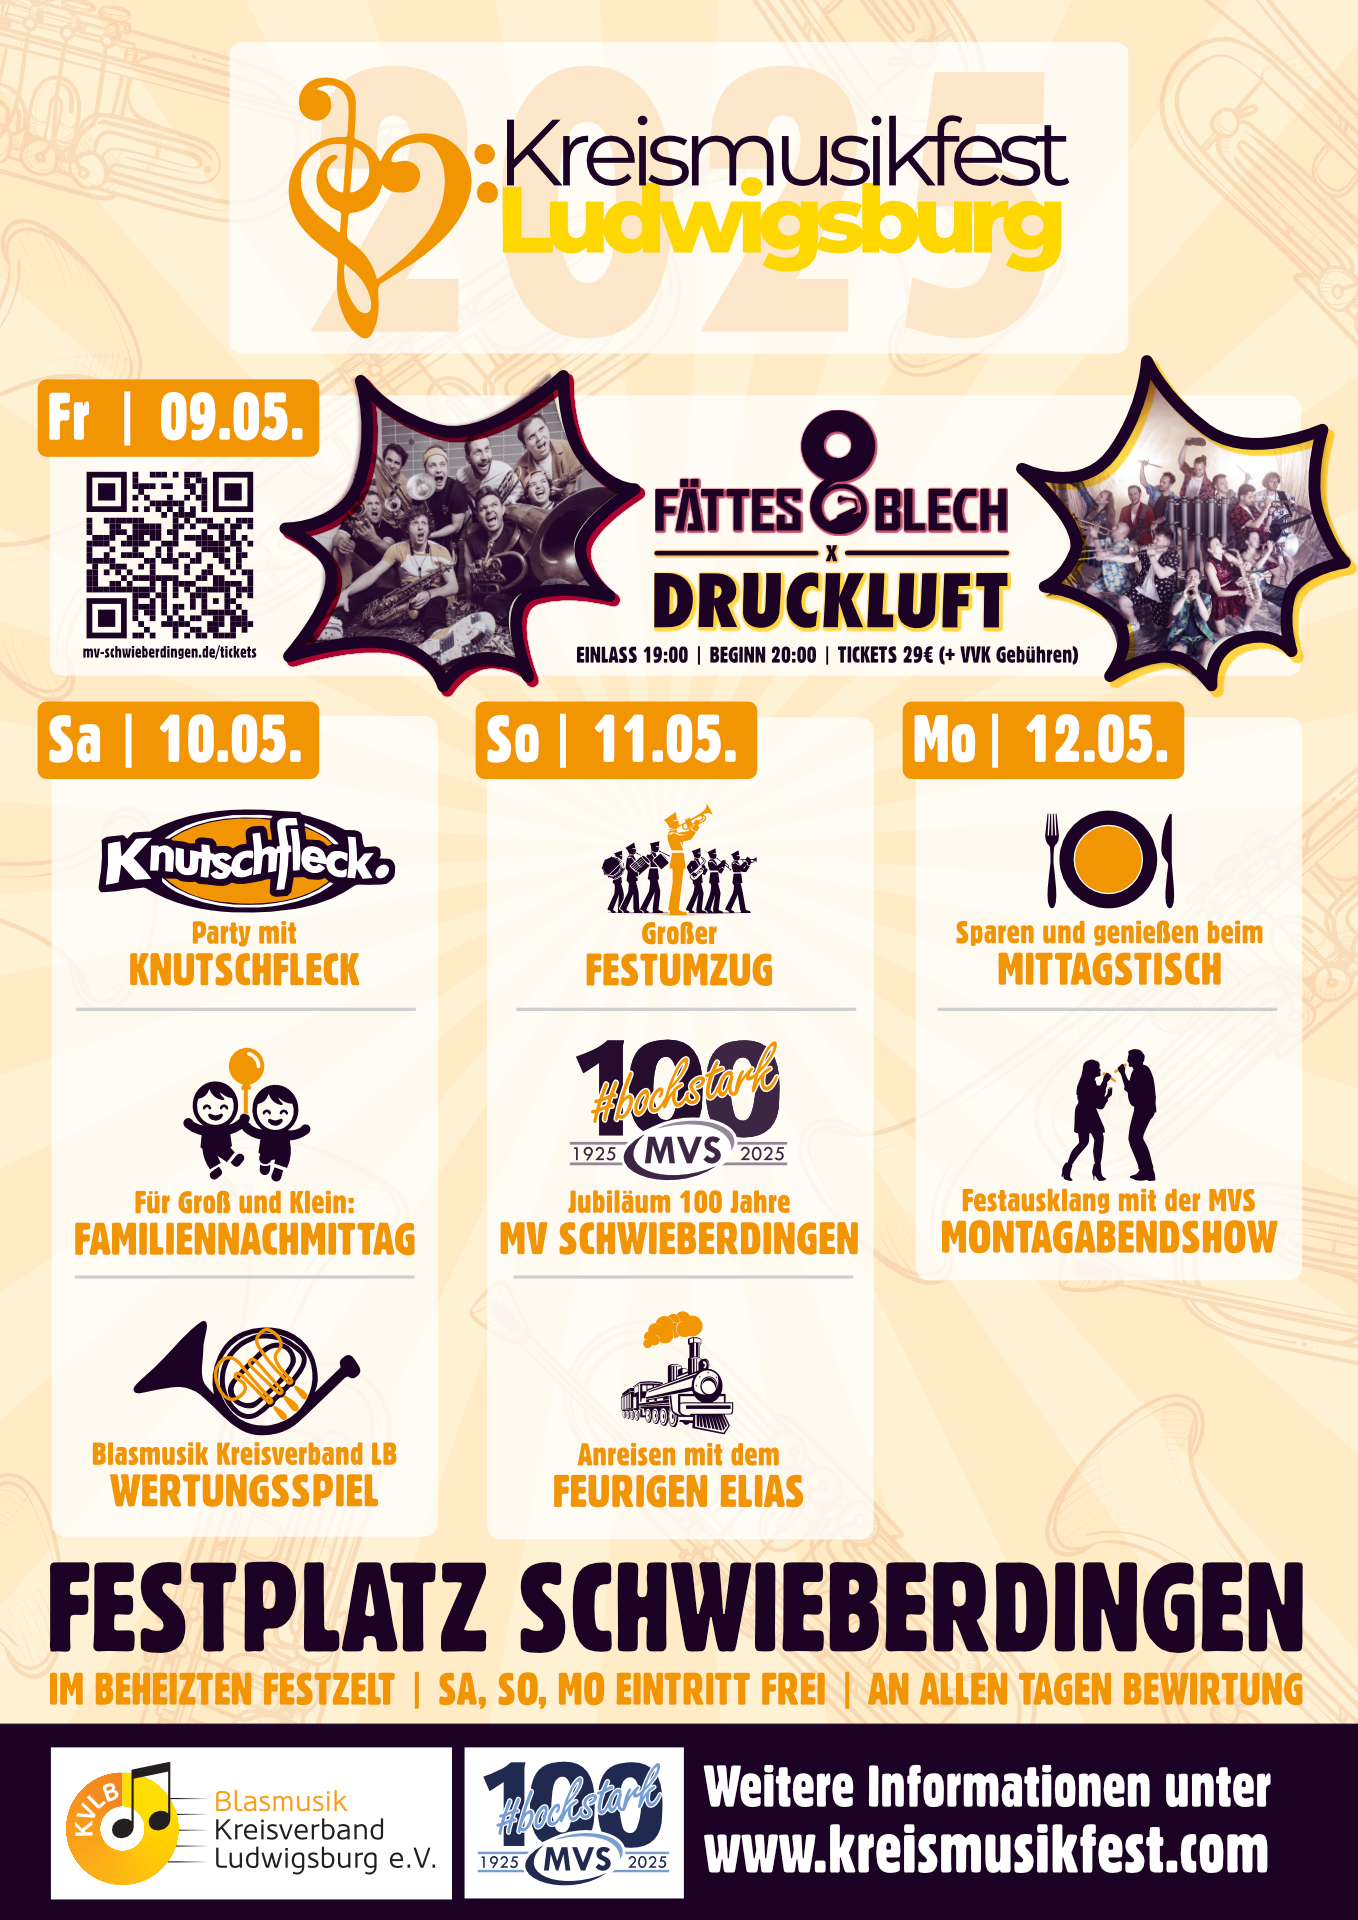 2025
Kreismusikfest
Ludwigsburg
Fr | 09.05.
mv-schwieberdingen.de/tickets
FÄTTES BLECH
X
DRUCKLUFT
EINLASS 19:00 | BEGINN 20:00 | TICKETS 29€ (+ VVK Gebühren)
Sa | 10.05.
Knutschfleck.
Party mit
KNUTSCHFLECK
Für Groß und Klein:
FAMILIENNACHMITTAG
Blasmusik Kreisverband LB
WERTUNGSSPIEL
So | 11.05.
Großer
FESTUMZUG
100
#bockstark
1925 MVS 2025
Jubiläum 100 Jahre
MV SCHWIEBERDINGEN
Anreisen mit dem
FEURIGEN ELIAS
Mo | 12.05.
Sparen und genießen beim
MITTAGSTISCH
Festausklang mit der MVS
MONTAGABENDSHOW
FESTPLATZ SCHWIEBERDINGEN
IM BEHEIZTEN FESTZELT | SA, SO, MO EINTRITT FREI | AN ALLEN TAGEN BEWIRTUNG
KVLB
Blasmusik
Kreisverband
Ludwigsburg e.V.
100
#bockstark
1925 MVS 2025
Weitere Informationen unter
www.kreismusikfest.com